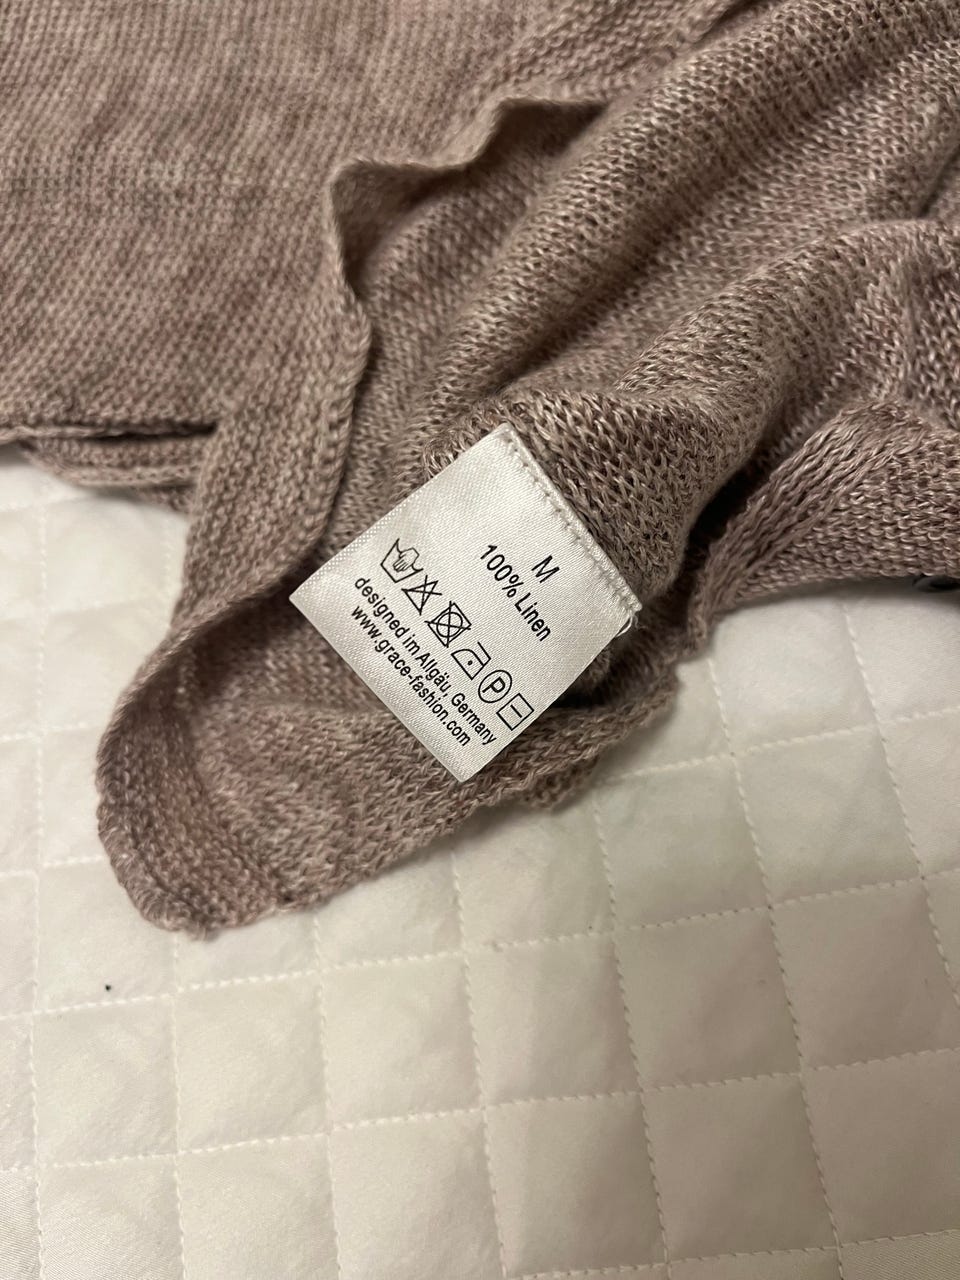 M
100% Linen
P
designed im Allgäu, Germany
www.grace-fashion.com